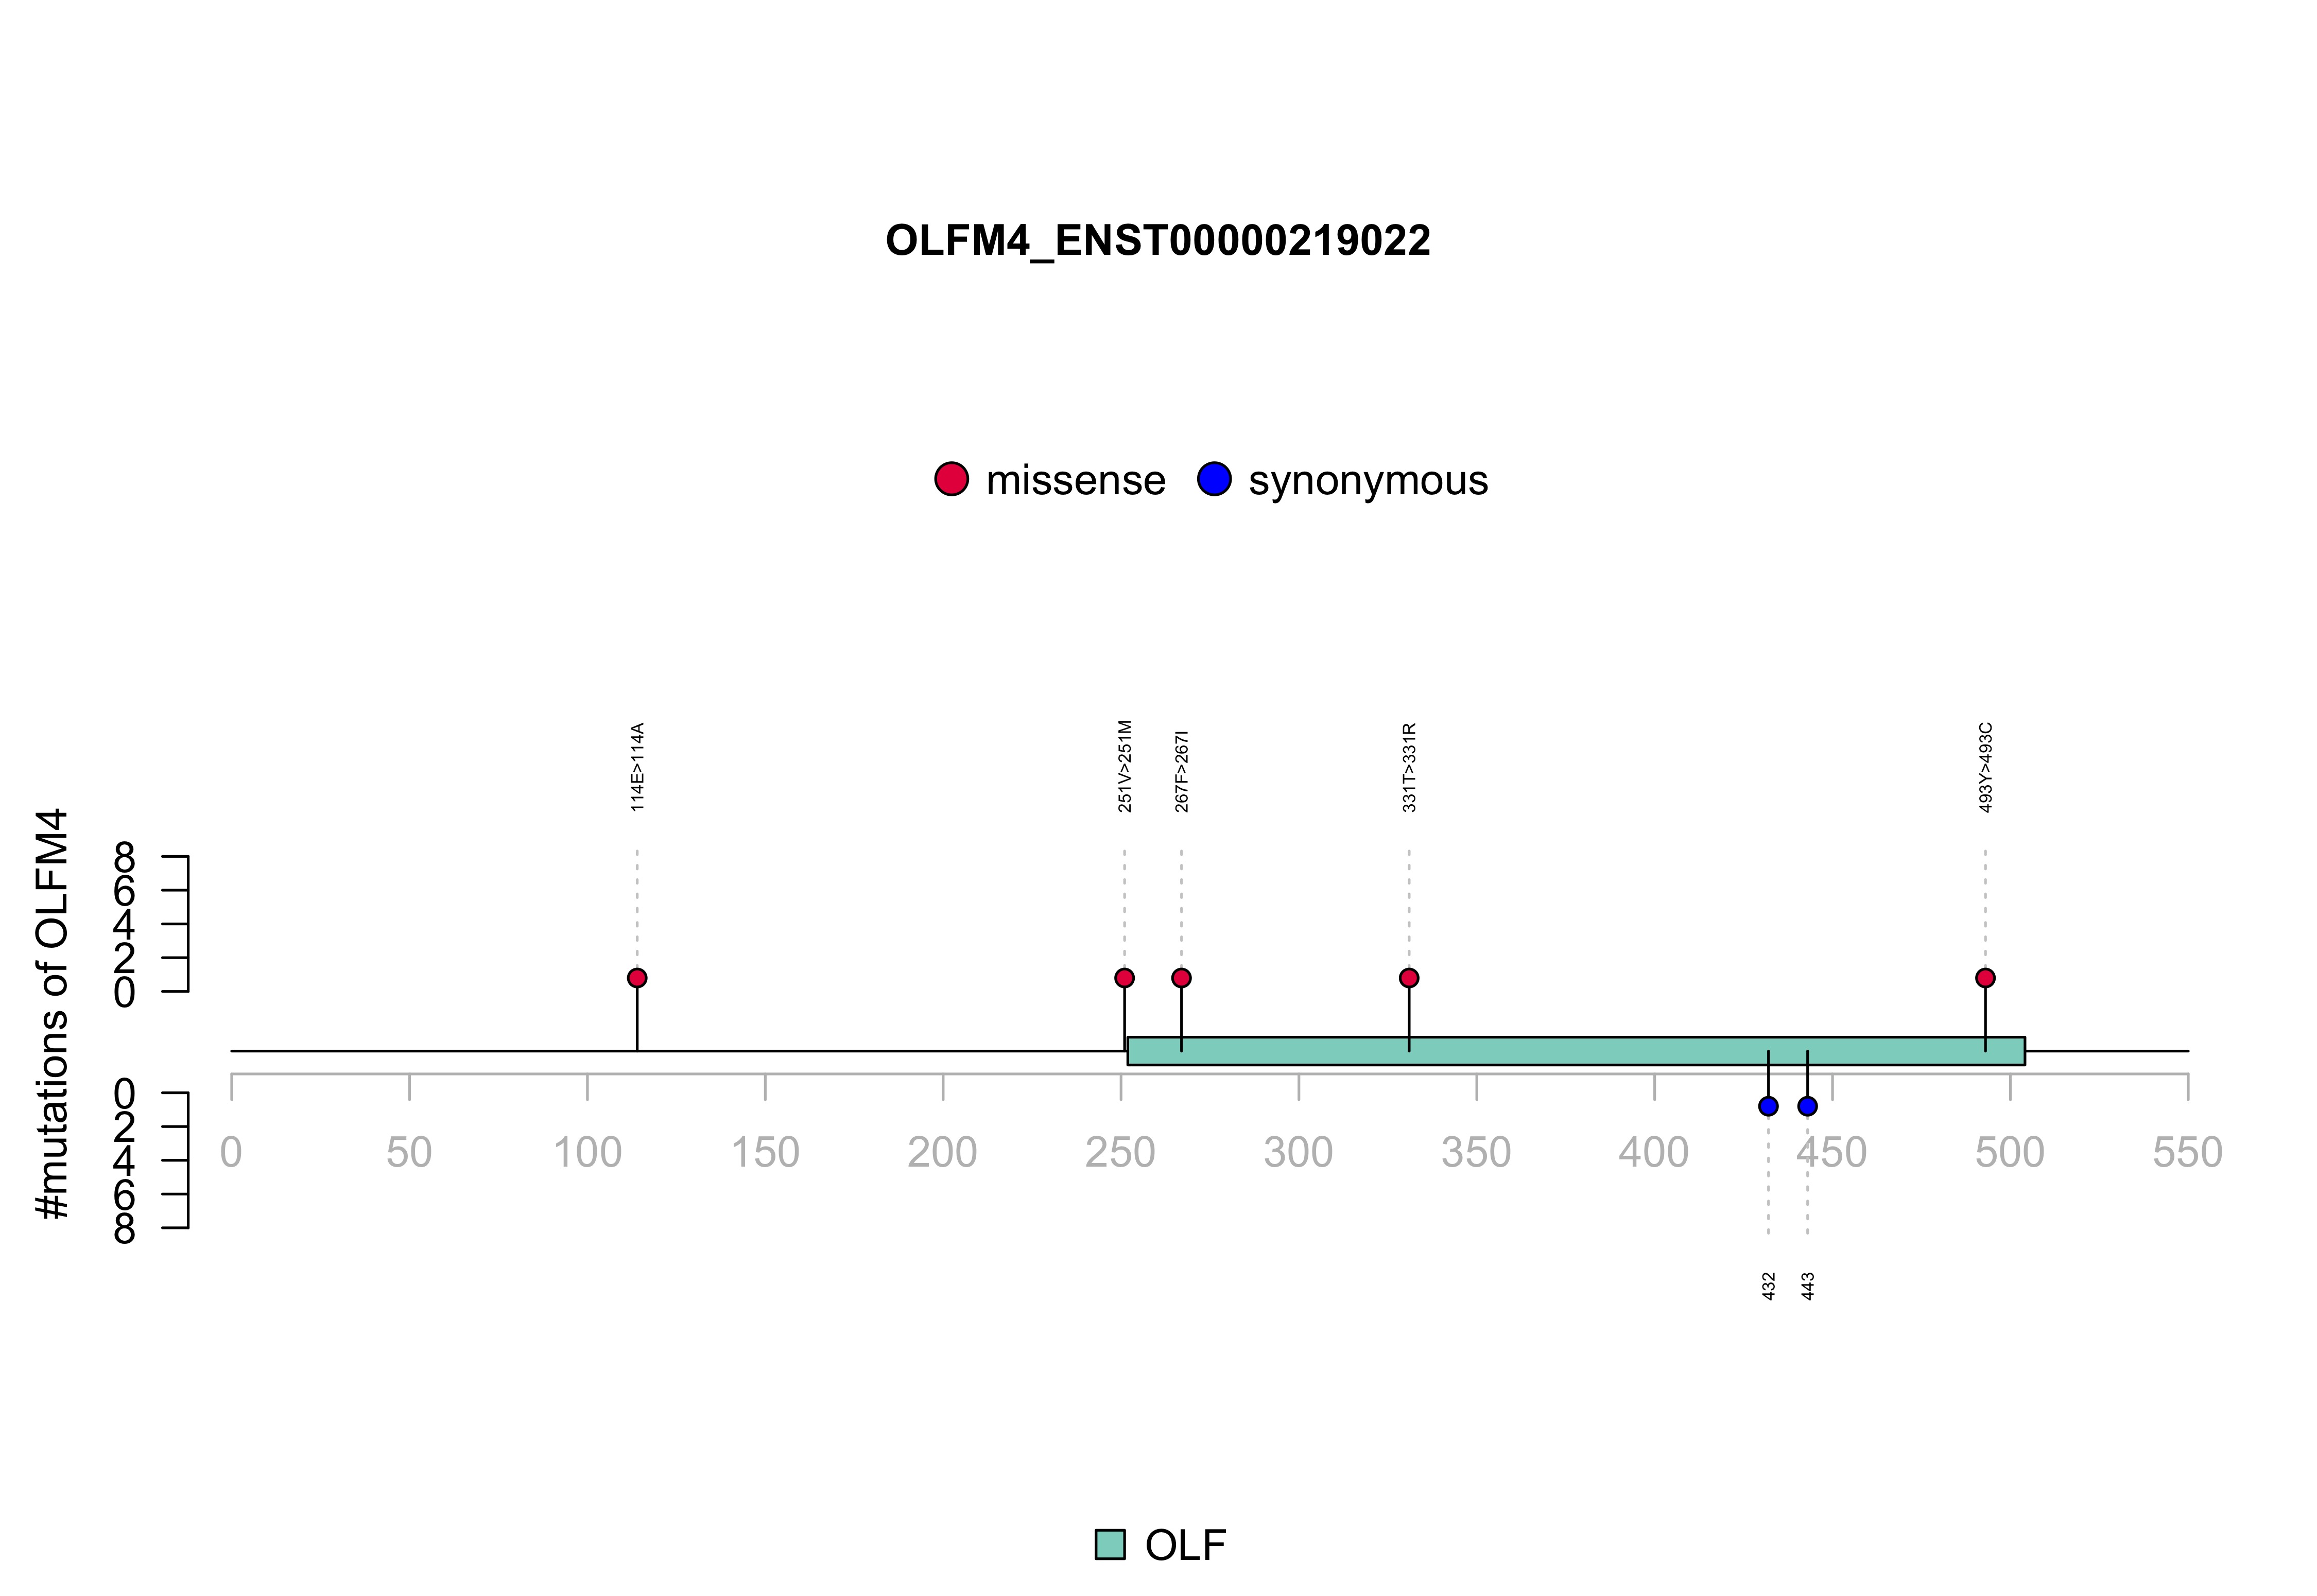 OLFM4_ENST00000219022
missense synonymous
114E>114A
251V>251M
267F>267I
331T>331R
493Y>493C
#mutations of OLFM4
8
6
4
2
0
0
2
4
6
8
0 50 100 150 200 250 300 350 400 450 500 550
432
443
OLF